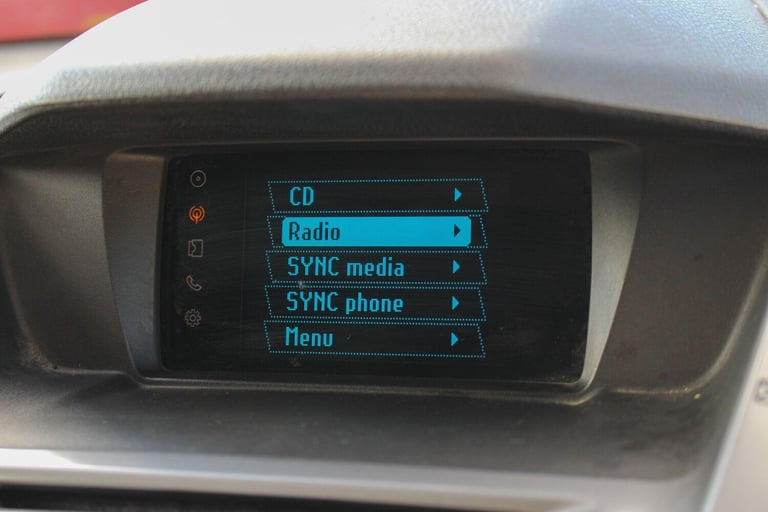 CD
Radio
SYNC media
SYNC phone
Menu